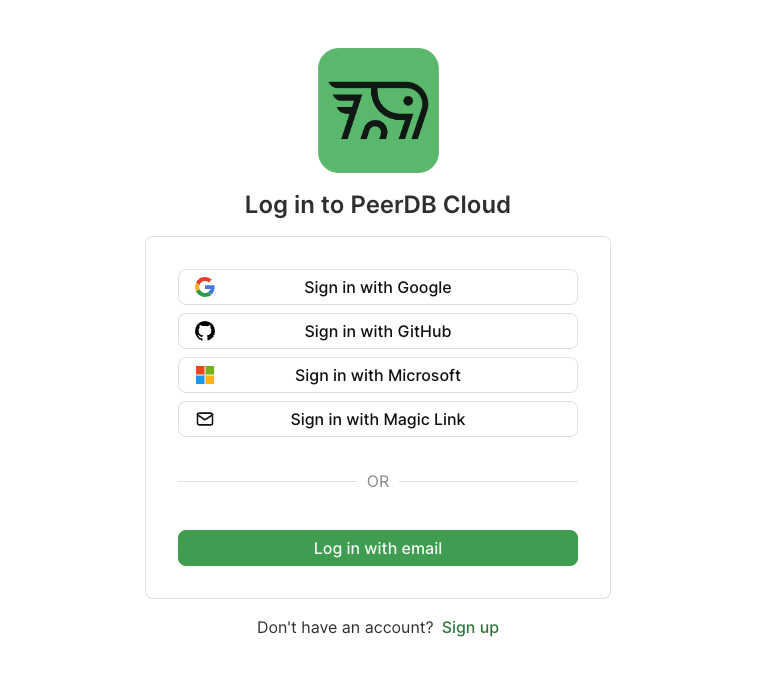 Log in to PeerDB Cloud
Sign in with Google
Sign in with GitHub
Sign in with Microsoft
Sign in with Magic Link
OR
Log in with email
Don't have an account? Sign up